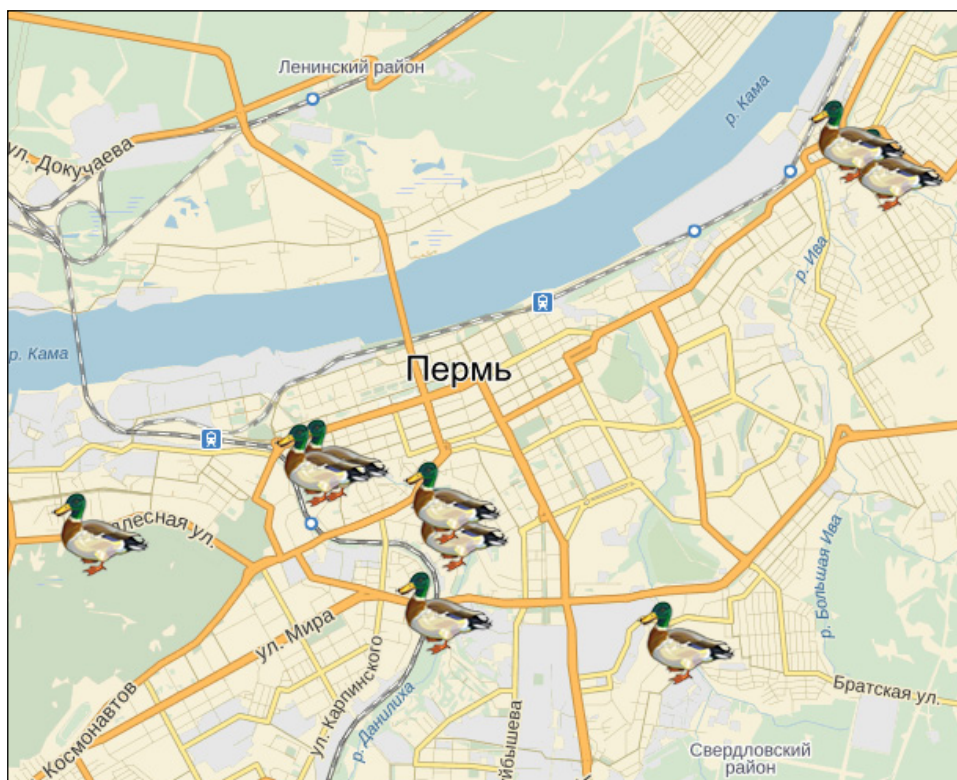 Ленинский район
р. Кама
ул. Докучаева
р. Ива
р. Кама
Пермь
лесная ул.
р. Большая Ива
ул. Мира
ул. Карпинского
Братская ул.
Космонавтов
р. Данилиха
йбышева
Свердловский
район